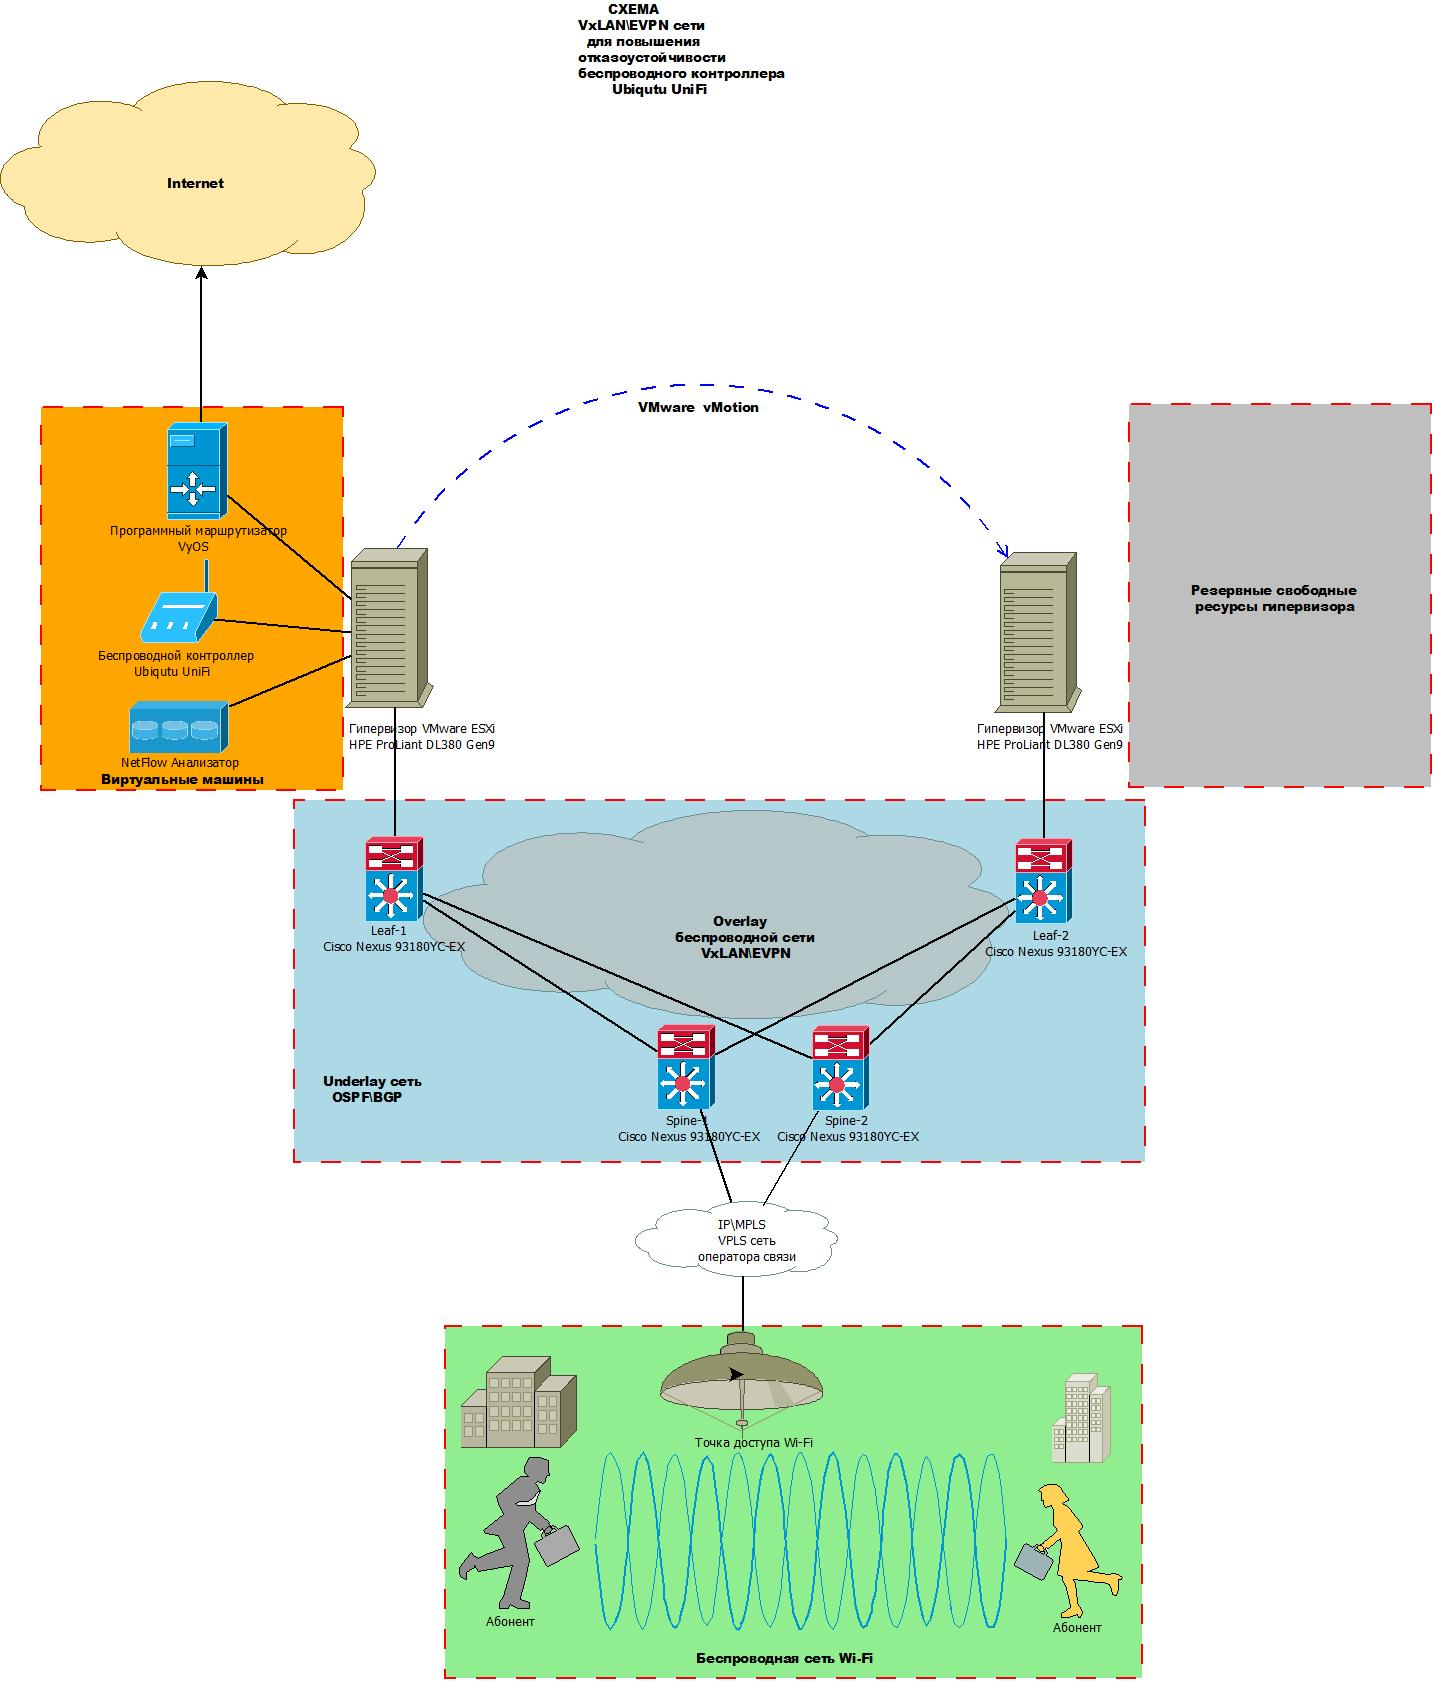 СХЕМА
VxLAN\EVPN сети
для повышения
отказоустойчивости
беспроводного контроллера
Ubiqutu UniFi
Internet
VMware vMotion
Программный маршрутизатор
VyOS
Беспроводной контроллер
Ubiqutu UniFi
NetFlow Анализатор
Виртуальные машины
Гипервизор VMware ESXi
HPE ProLiant DL380 Gen9
Гипервизор VMware ESXi
HPE ProLiant DL380 Gen9
Резервные свободные
ресурсы гипервизора
Leaf-1
Cisco Nexus 93180YC-EX
Overlay
беспроводной сети
VxLAN\EVPN
Leaf-2
Cisco Nexus 93180YC-EX
Underlay сеть
OSPF\BGP
Spine-1
Cisco Nexus 93180YC-EX
Spine-2
Cisco Nexus 93180YC-EX
IP\MPLS
VPLS сеть
оператора связи
Точка доступа Wi-Fi
Абонент
Абонент
Беспроводная сеть Wi-Fi